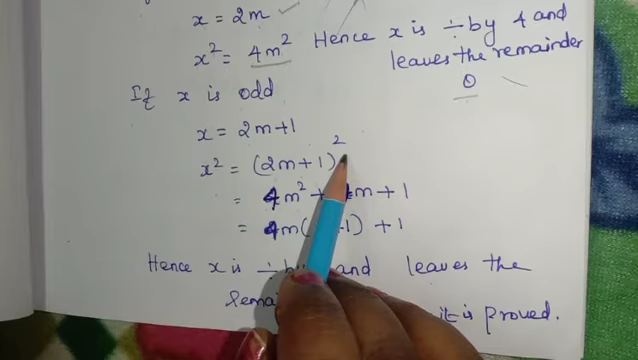 x = 2m
x² = 4m² Hence x is ÷ by 4 and
leaves the remainder
0
If x is odd
x = 2m+1
x² = (2m+1)²
= 4m² + m + 1
= 4m( 1) + 1
Hence x is ÷ and leaves the
it is proved.